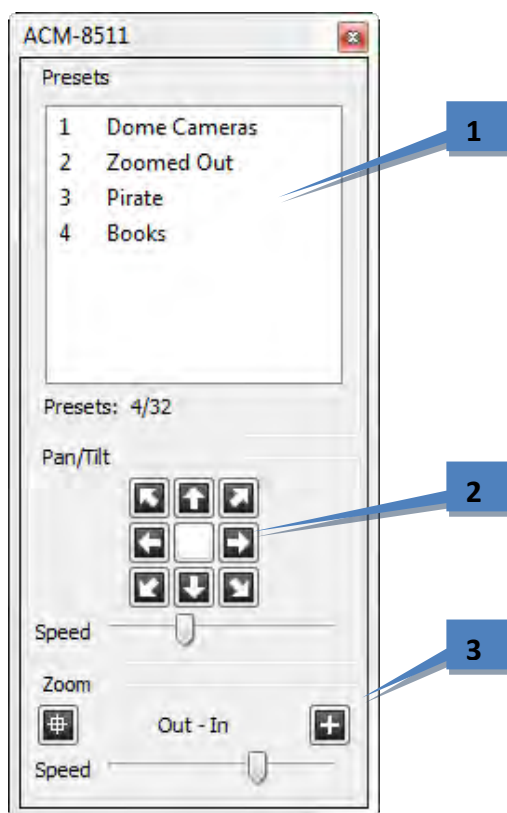 ACM-8511
Presets
1 Dome Cameras
2 Zoomed Out
3 Pirate
4 Books
1
Presets: 4/32
Pan/Tilt
2
Speed
3
Zoom
Out - In
Speed